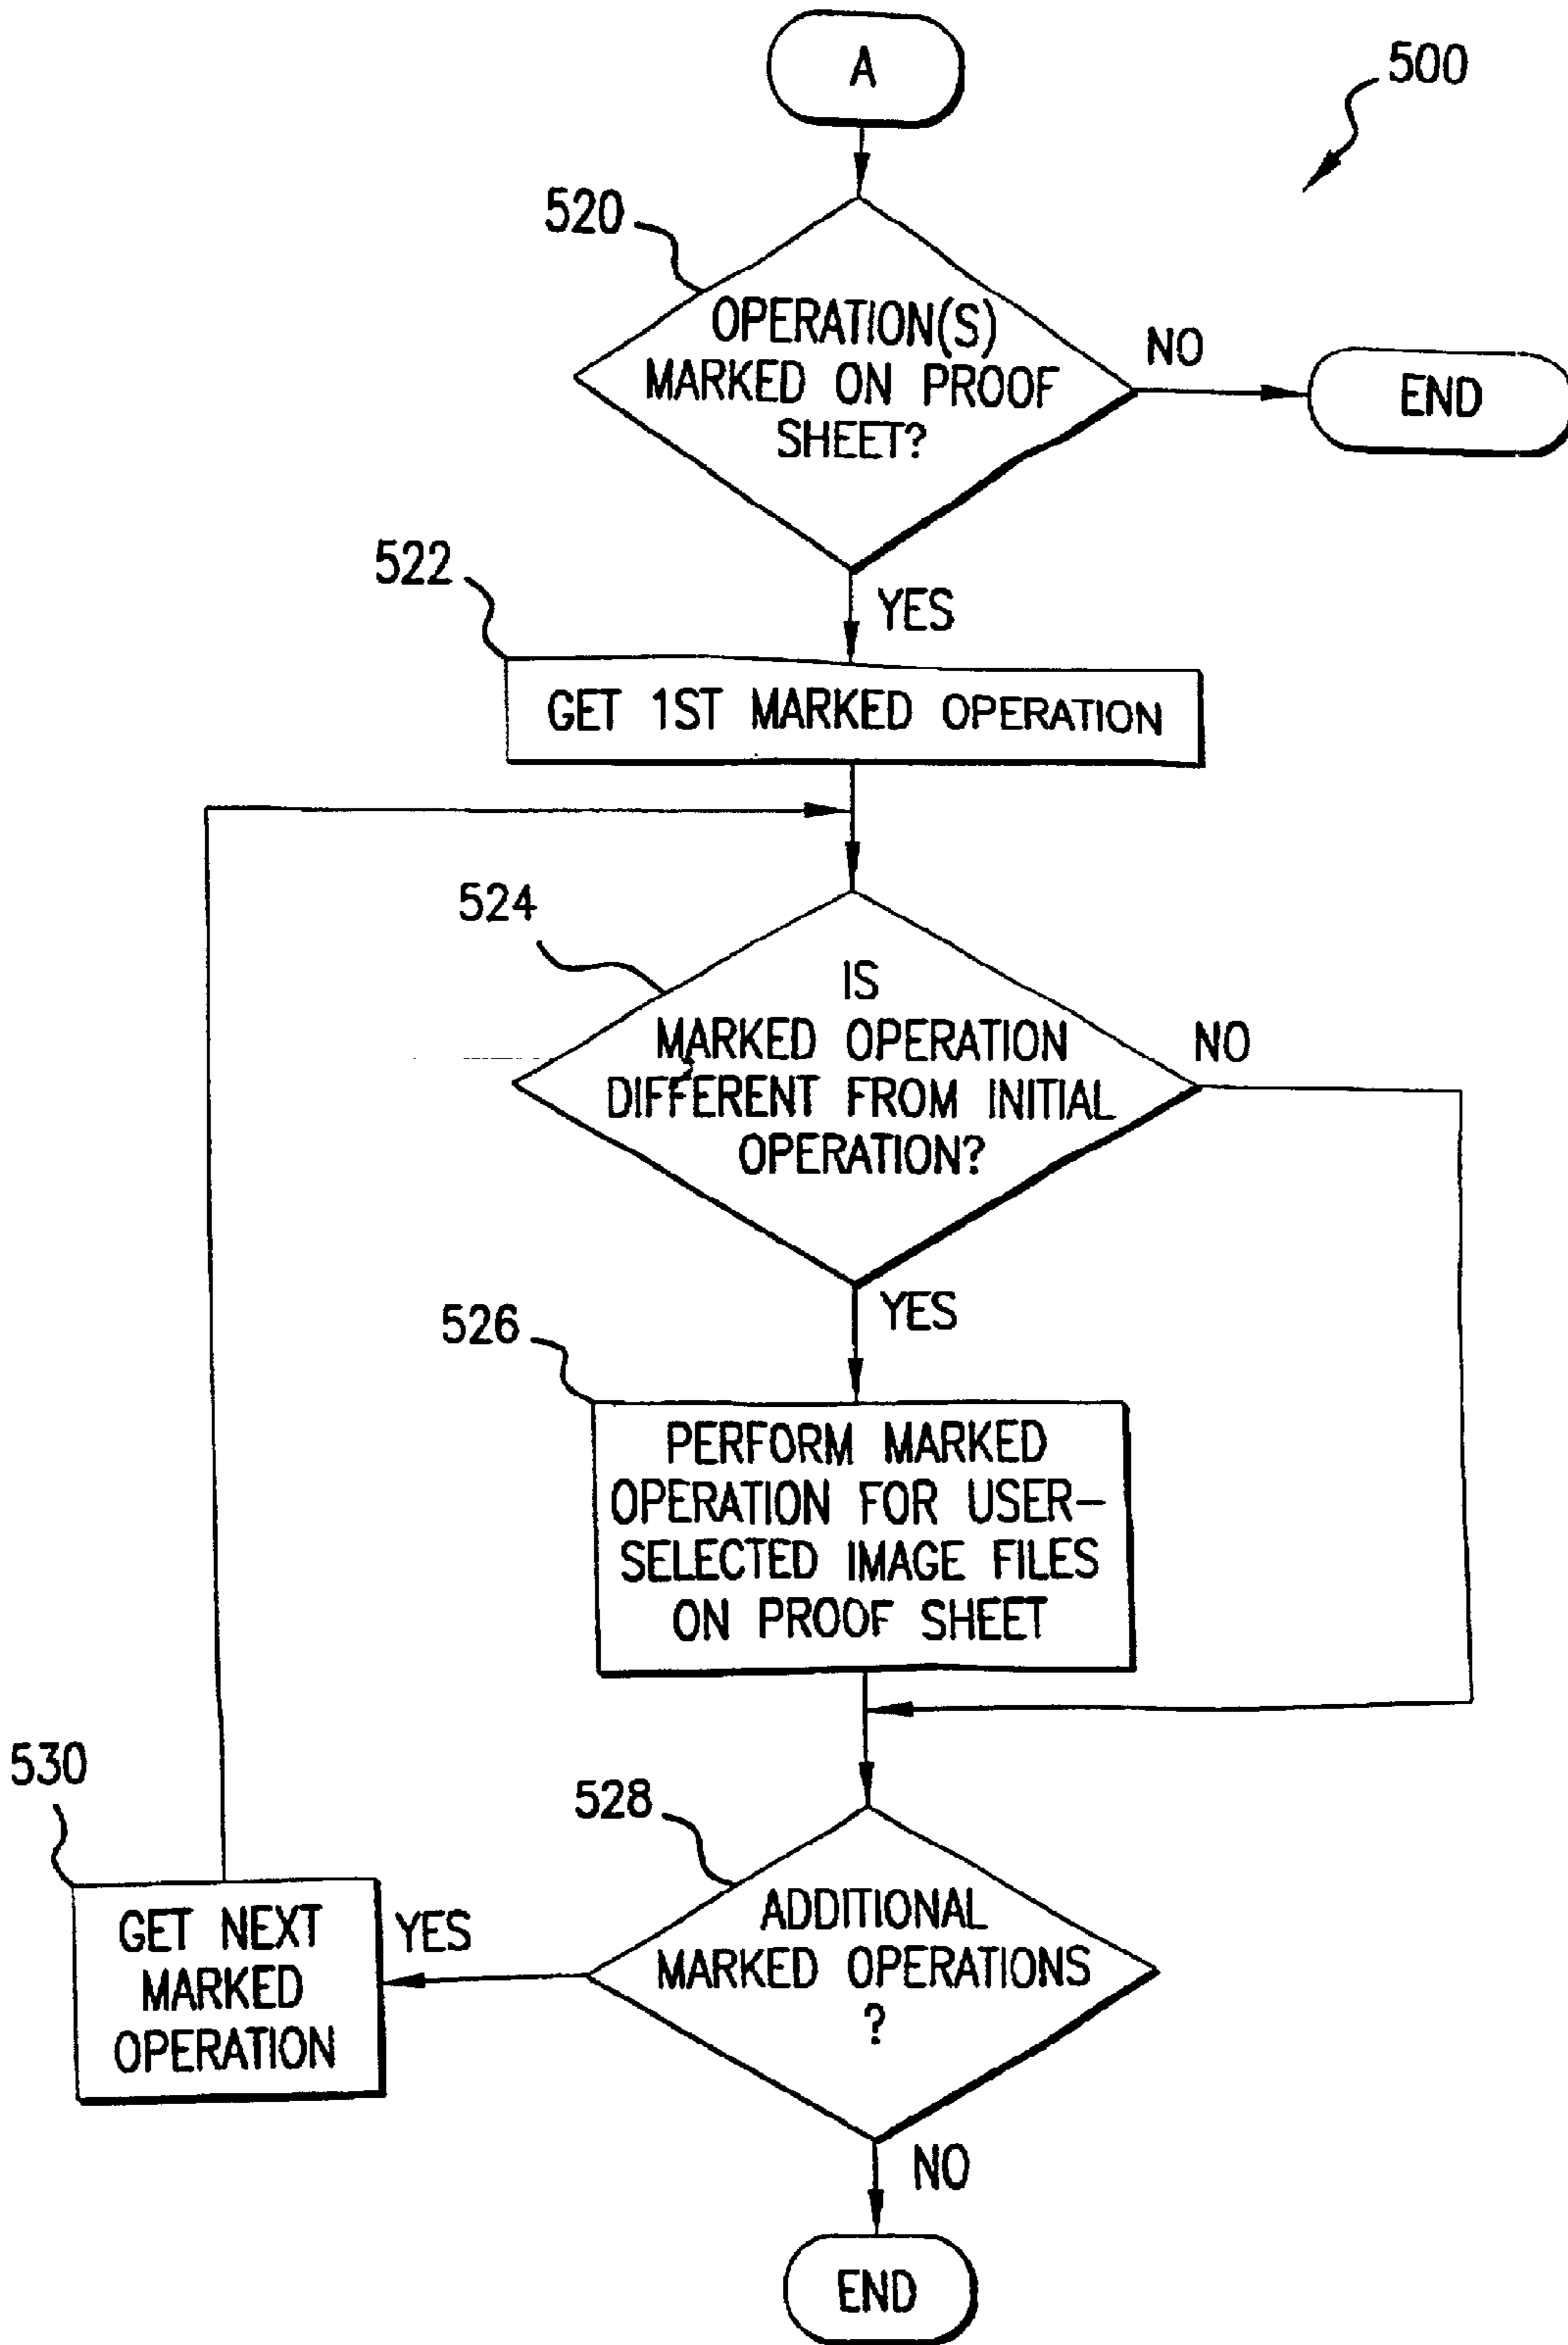 A
500
520
OPERATION(S)
MARKED ON PROOF
SHEET?
NO
END
522
YES
GET 1ST MARKED OPERATION
524
IS
MARKED OPERATION
DIFFERENT FROM INITIAL
OPERATION?
NO
526
YES
PERFORM MARKED
OPERATION FOR USER-
SELECTED IMAGE FILES
ON PROOF SHEET
530
528
GET NEXT
MARKED
OPERATION
YES
ADDITIONAL
MARKED OPERATIONS
?
NO
END